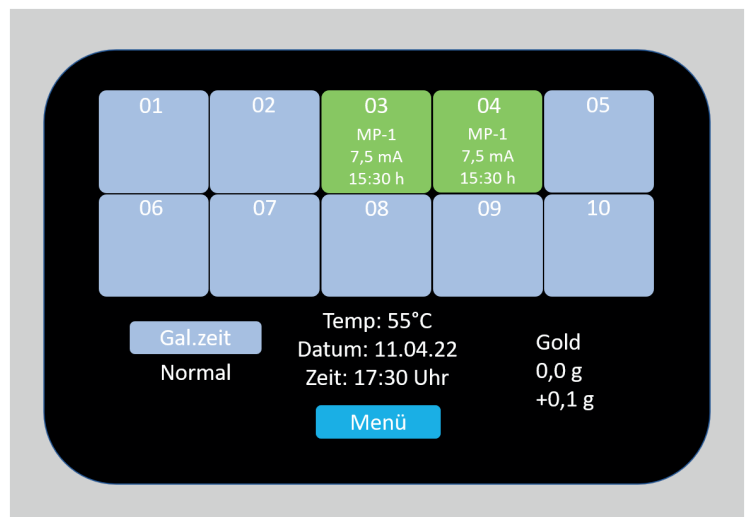 01 02 03 04 05
MP-1 MP-1
7,5 mA 7,5 mA
15:30 h 15:30 h
06 07 08 09 10
Gal.zeit
Normal
Temp: 55°C
Datum: 11.04.22
Zeit: 17:30 Uhr
Menü
Gold
0,0 g
+0,1 g